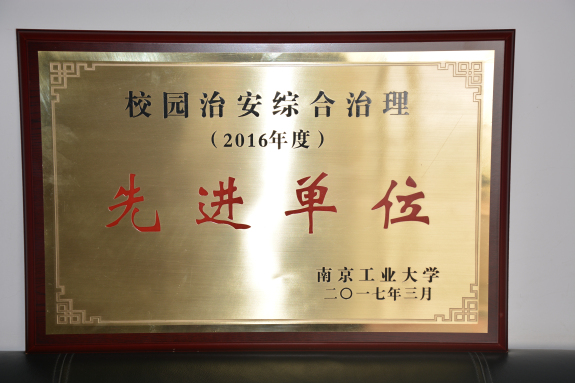 校园治安综合治理
（2016年度）
先进单位
南京工业大学
二〇一七年三月